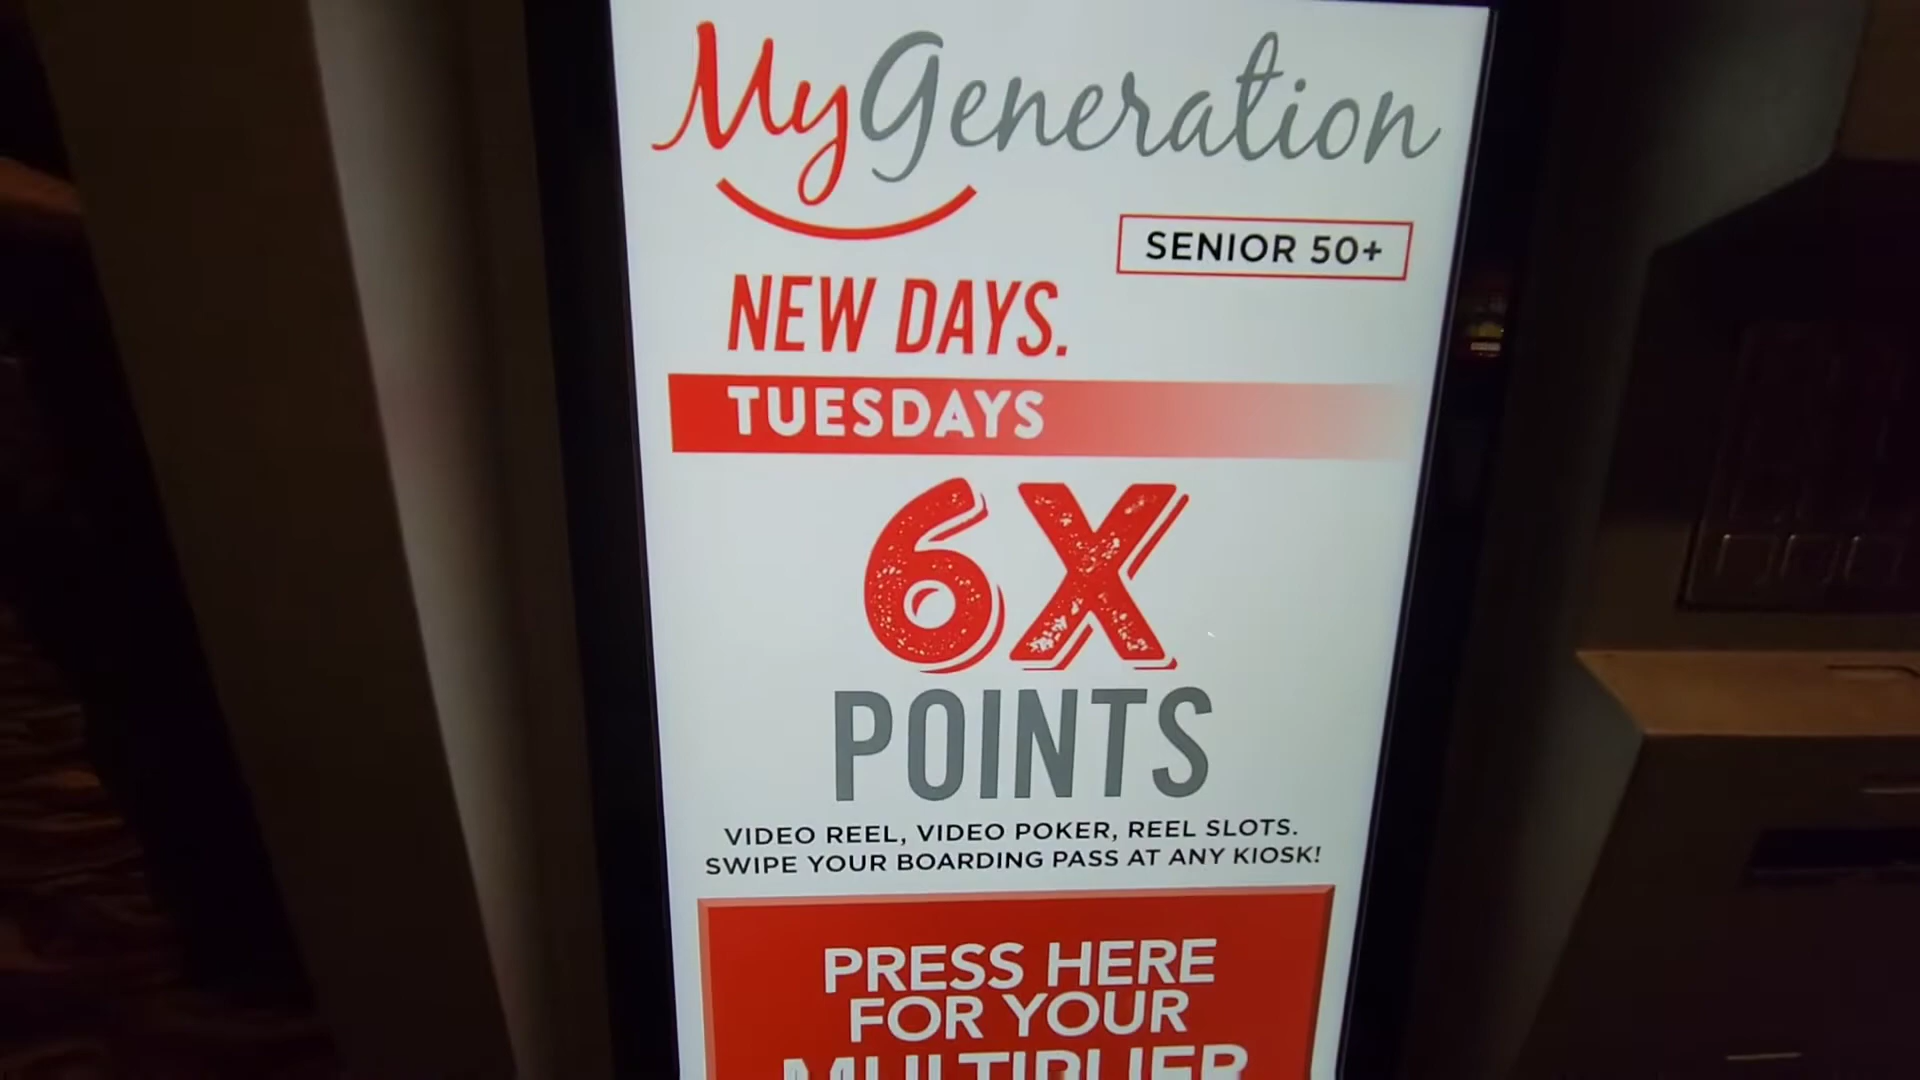 MyGeneration
SENIOR 50+
NEW DAYS.
TUESDAYS
6X
POINTS
VIDEO REEL, VIDEO POKER, REEL SLOTS.
SWIPE YOUR BOARDING PASS AT ANY KIOSK!
PRESS HERE
FOR YOUR
MULTIPLIER